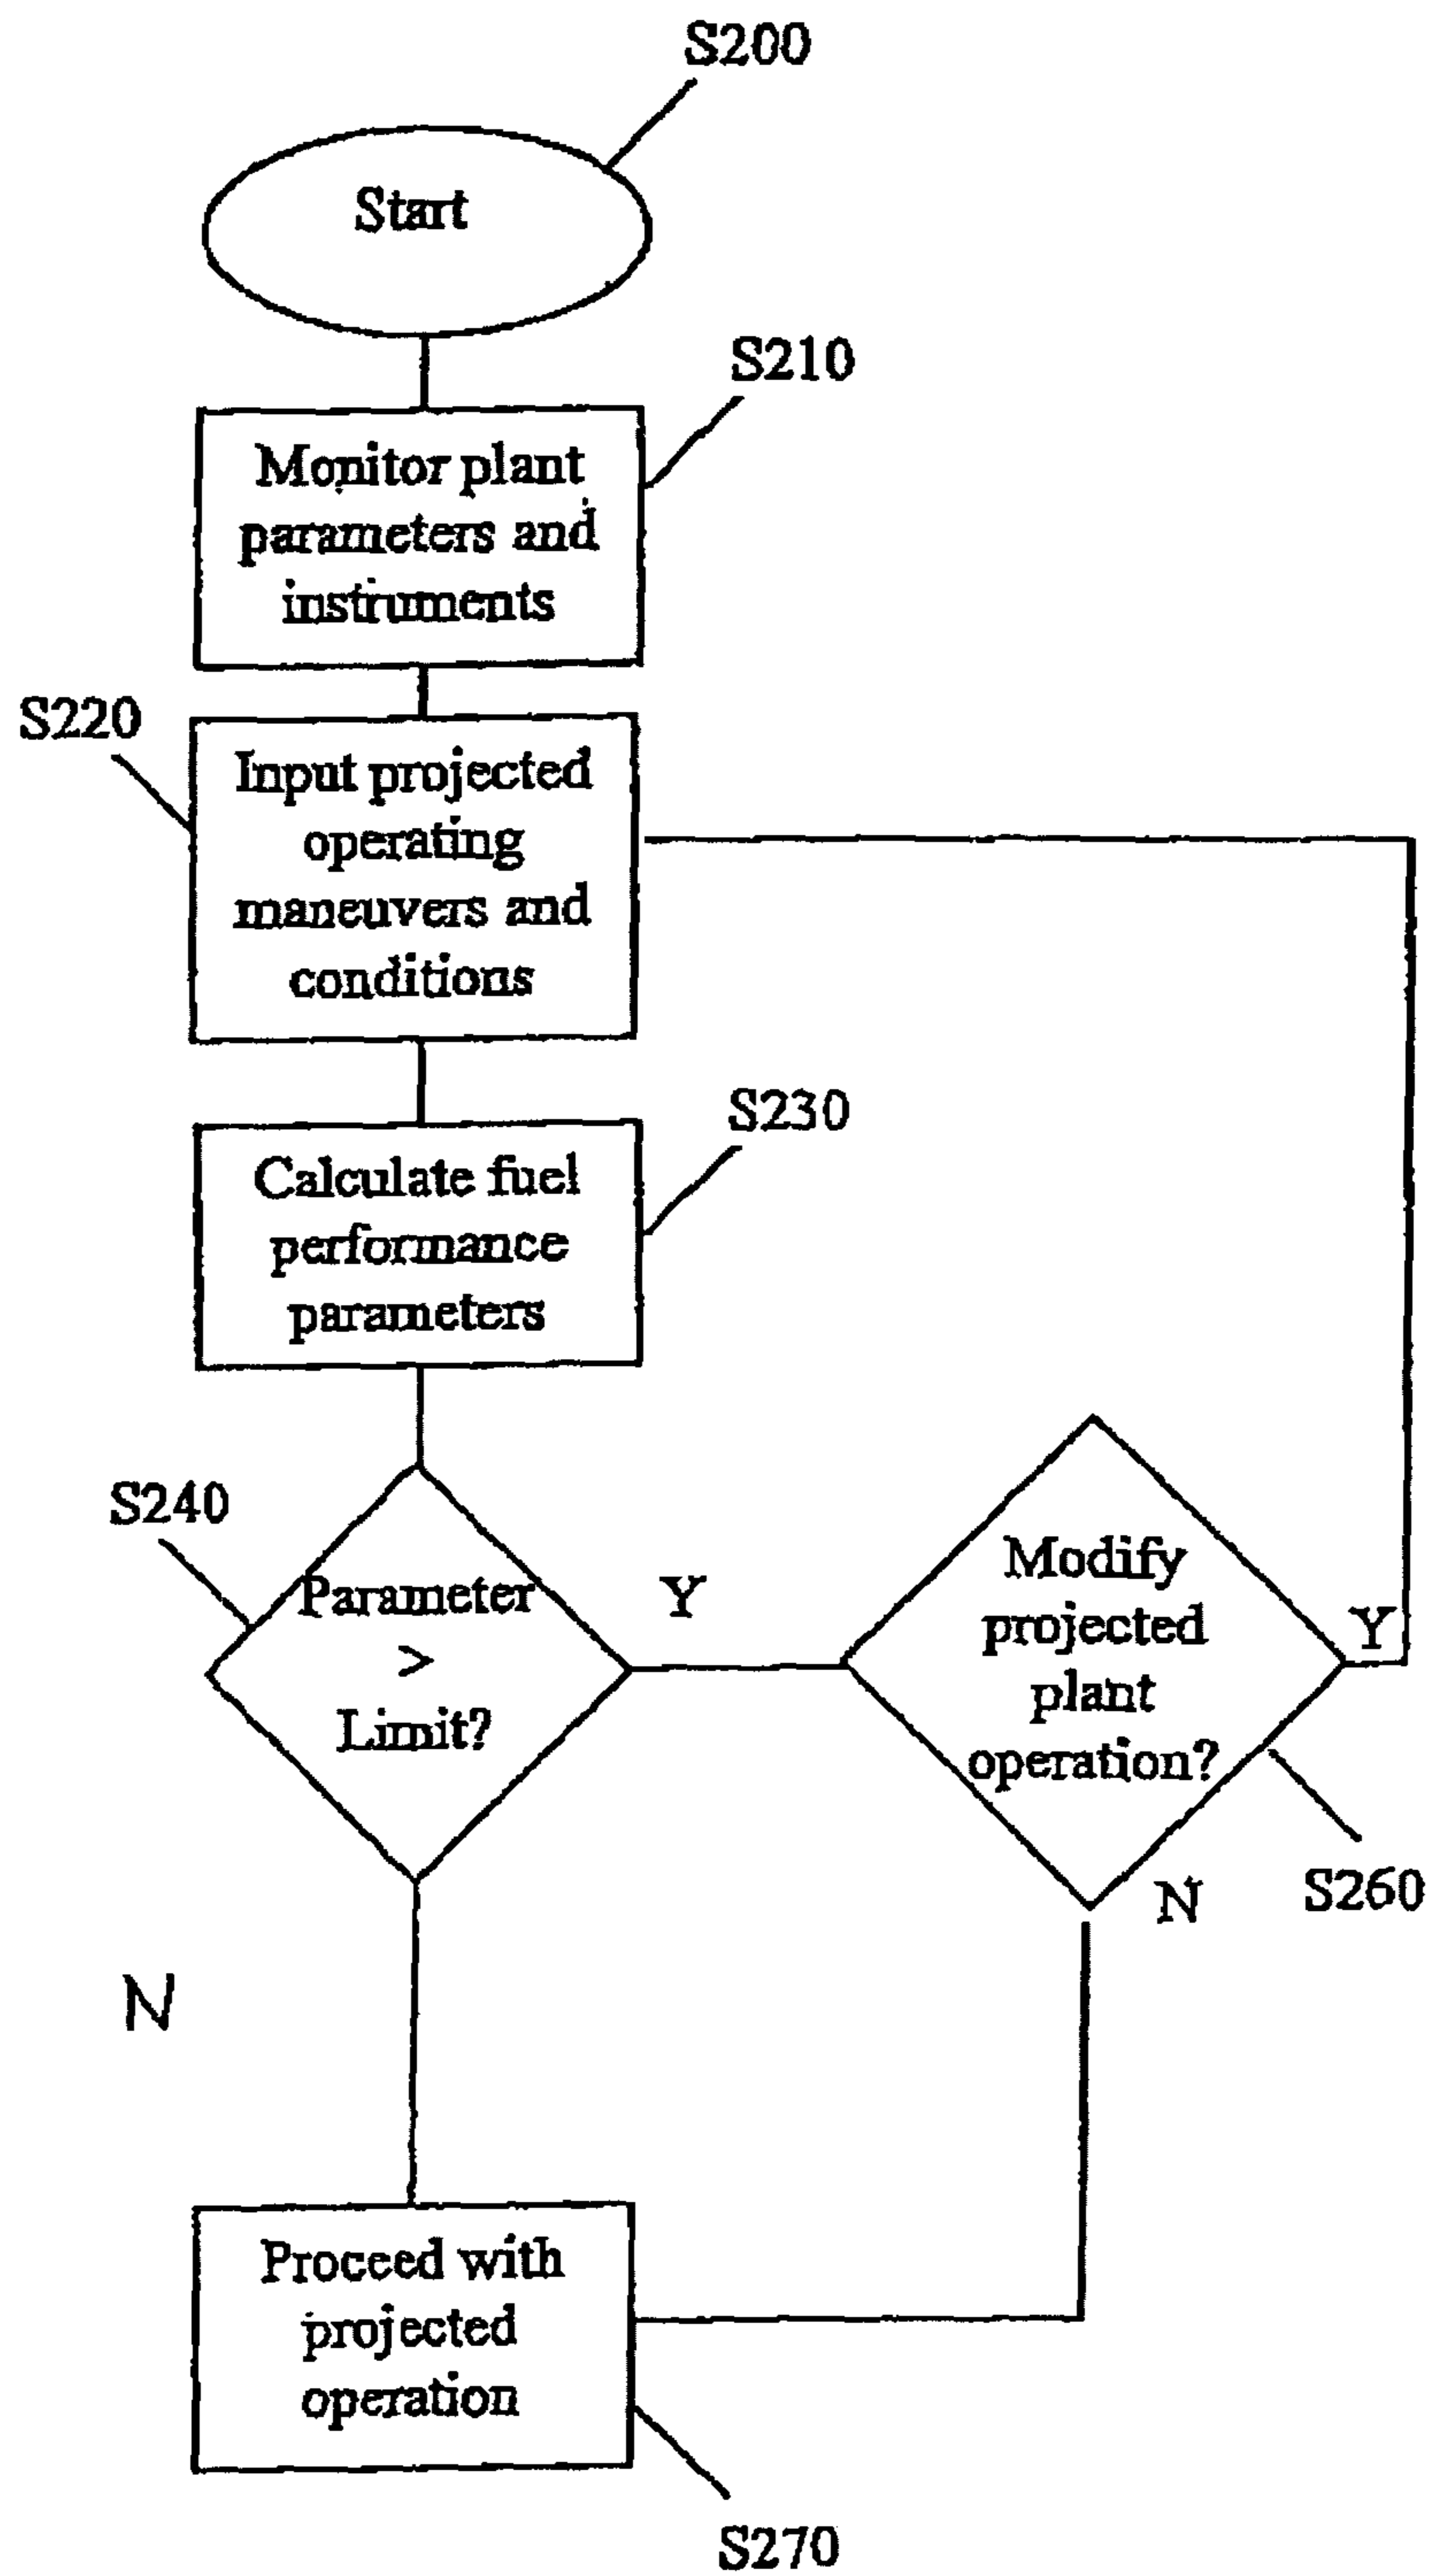 S200
Start
S210
Monitor plant
parameters and
instruments
S220
Input projected
operating
maneuvers and
conditions
S230
Calculate fuel
performance
parameters
S240
Parameter
>
Limit?
Y
Modify
projected
plant
operation?
Y
S260
N
N
Proceed with
projected
operation
S270